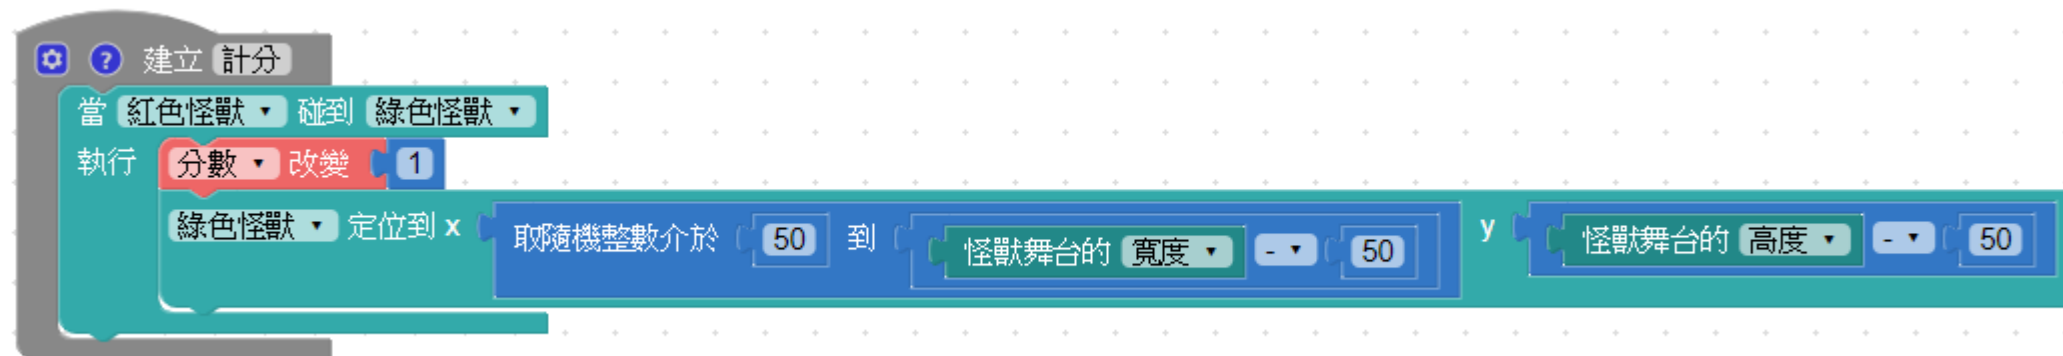 ? 建立 計分
當 紅色怪獸 碰到 綠色怪獸
執行 分數 改變 1
綠色怪獸 定位到 x 取隨機整數介於 50 到 怪獸舞台的 寬度 - 50 y 怪獸舞台的 高度 - 50